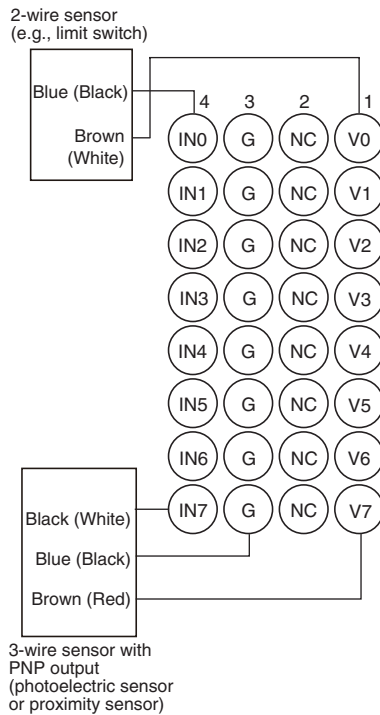 2-wire sensor
(e.g., limit switch)
Blue (Black)
Brown
(White)
4 3 2 1
IN0 G NC V0
IN1 G NC V1
IN2 G NC V2
IN3 G NC V3
IN4 G NC V4
IN5 G NC V5
IN6 G NC V6
IN7 G NC V7
Black (White)
Blue (Black)
Brown (Red)
3-wire sensor with
PNP output
(photoelectric sensor
or proximity sensor)